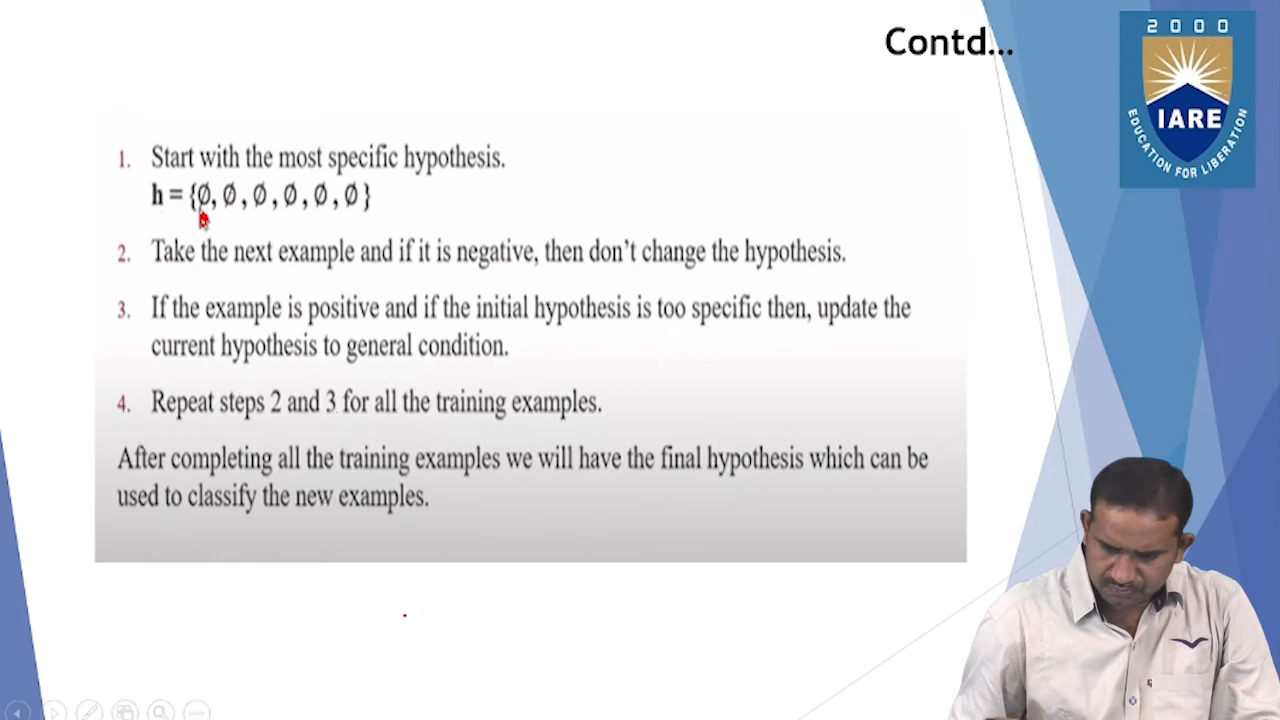 Contd...
2 0 0 0
IARE
EDUCATION FOR LIBERATION
1. Start with the most specific hypothesis.
h = {Ø, Ø, Ø, Ø, Ø, Ø }
2. Take the next example and if it is negative, then don’t change the hypothesis.
3. If the example is positive and if the initial hypothesis is too specific then, update the
current hypothesis to general condition.
4. Repeat steps 2 and 3 for all the training examples.
After completing all the training examples we will have the final hypothesis which can be
used to classify the new examples.